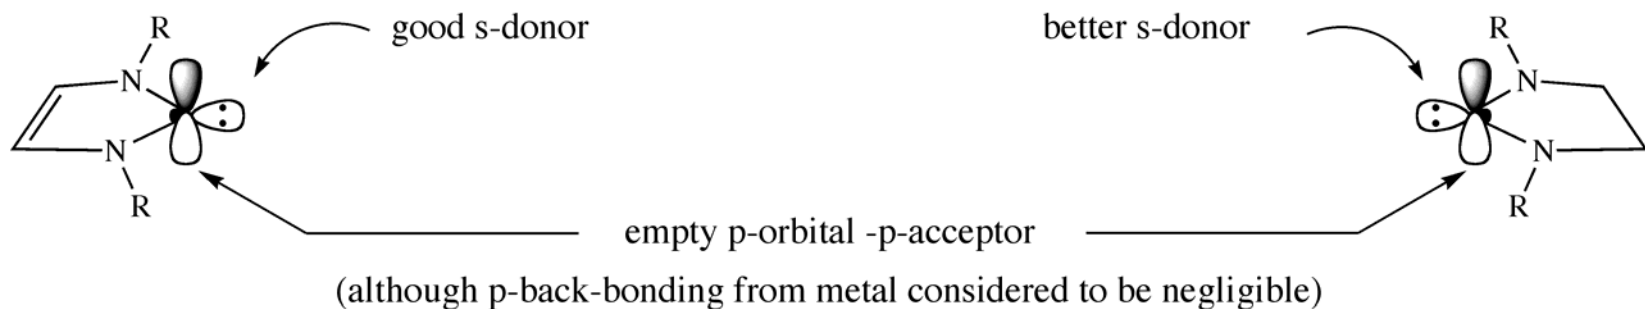 R
good s-donor
better s-donor
R
N
N
N
N
R
R
empty p-orbital -p-acceptor
(although p-back-bonding from metal considered to be negligible)